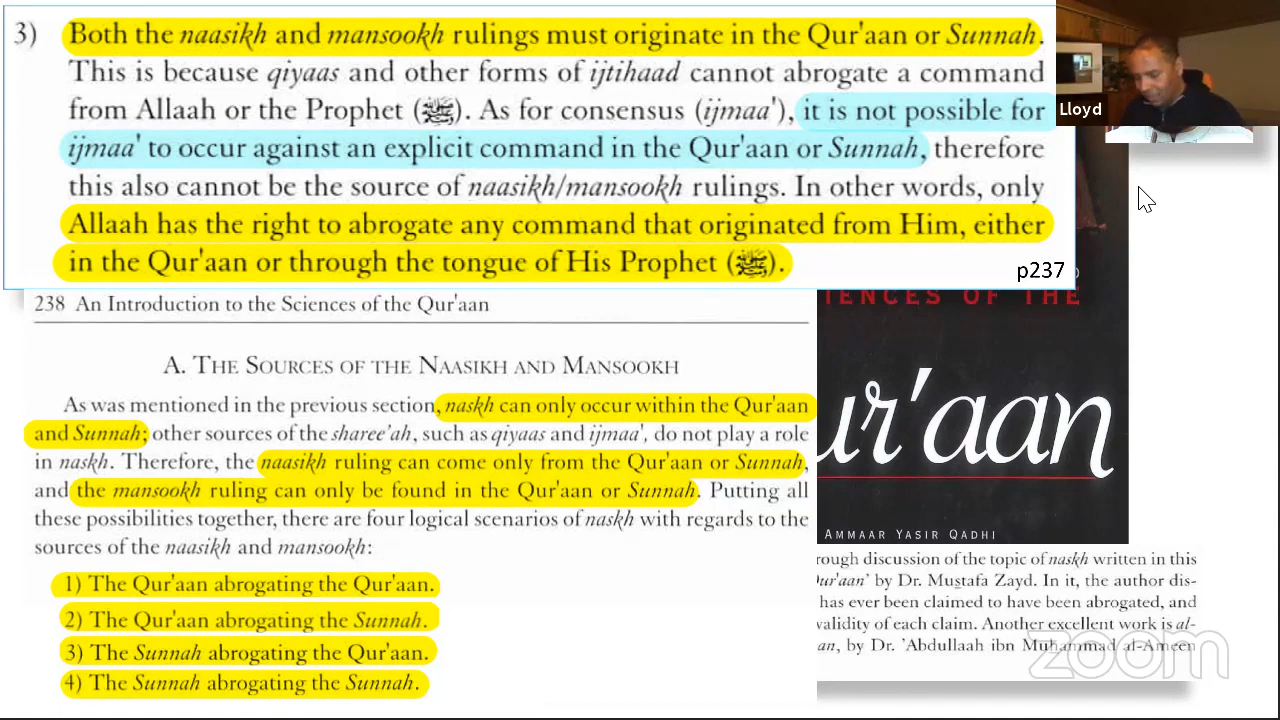 3) Both the naasikh and mansookh rulings must originate in the Qur'aan or Sunnah.
This is because qiyaas and other forms of ijtihaad cannot abrogate a command
from Allaah or the Prophet (ﷺ). As for consensus (ijmaa'), it is not possible for
ijmaa' to occur against an explicit command in the Qur'aan or Sunnah, therefore
this also cannot be the source of naasikh/mansookh rulings. In other words, only
Allaah has the right to abrogate any command that originated from Him, either
in the Qur'aan or through the tongue of His Prophet (ﷺ).
p237
Lloyd
238 An Introduction to the Sciences of the Qur'aan
A. THE SOURCES OF THE NAASIKH AND MANSOOKH
As was mentioned in the previous section, naskh can only occur within the Qur'aan
and Sunnah; other sources of the sharee'ah, such as qiyaas and ijmaa', do not play a role
in naskh. Therefore, the naasikh ruling can come only from the Qur'aan or Sunnah,
and the mansookh ruling can only be found in the Qur'aan or Sunnah. Putting all
these possibilities together, there are four logical scenarios of naskh with regards to the
sources of the naasikh and mansookh:
1) The Qur'aan abrogating the Qur'aan.
2) The Qur'aan abrogating the Sunnah.
3) The Sunnah abrogating the Qur'aan.
4) The Sunnah abrogating the Sunnah.
IENCES OF THE
ur'aan
AMMAAR YASIR QADHI
rough discussion of the topic of naskh written in this
ur'aan' by Dr. Mustafa Zayd. In it, the author dis-
has ever been claimed to have been abrogated, and
validity of each claim. Another excellent work is al-
an, by Dr. 'Abdullaah ibn Muhammad al-Ameen
zoom